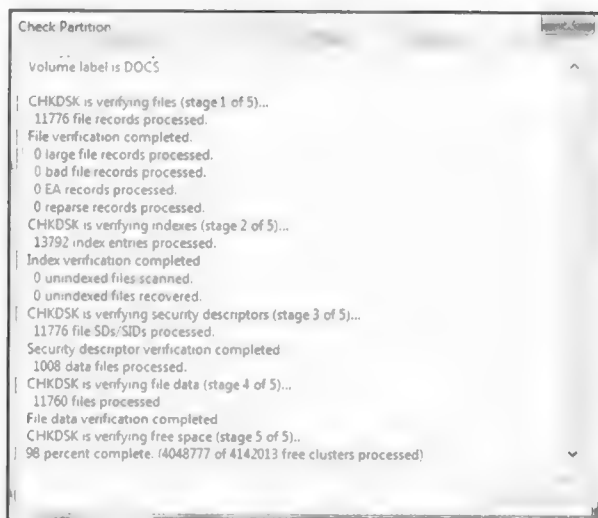 Check Partition
Volume label is DOCS
CHKDSK is verifying files (stage 1 of 5)...
11776 file records processed.
File verification completed.
0 large file records processed.
0 bad file records processed.
0 EA records processed.
0 reparse records processed.
CHKDSK is verifying indexes (stage 2 of 5)...
13792 index entries processed.
Index verification completed
0 unindexed files scanned.
0 unindexed files recovered.
CHKDSK is verifying security descriptors (stage 3 of 5)...
11776 file SDs/SIDs processed.
Security descriptor verification completed
1008 data files processed.
CHKDSK is verifying file data (stage 4 of 5)...
11760 files processed
File data verification completed
CHKDSK is verifying free space (stage 5 of 5)..
98 percent complete. (4048777 of 4142013 free clusters processed)